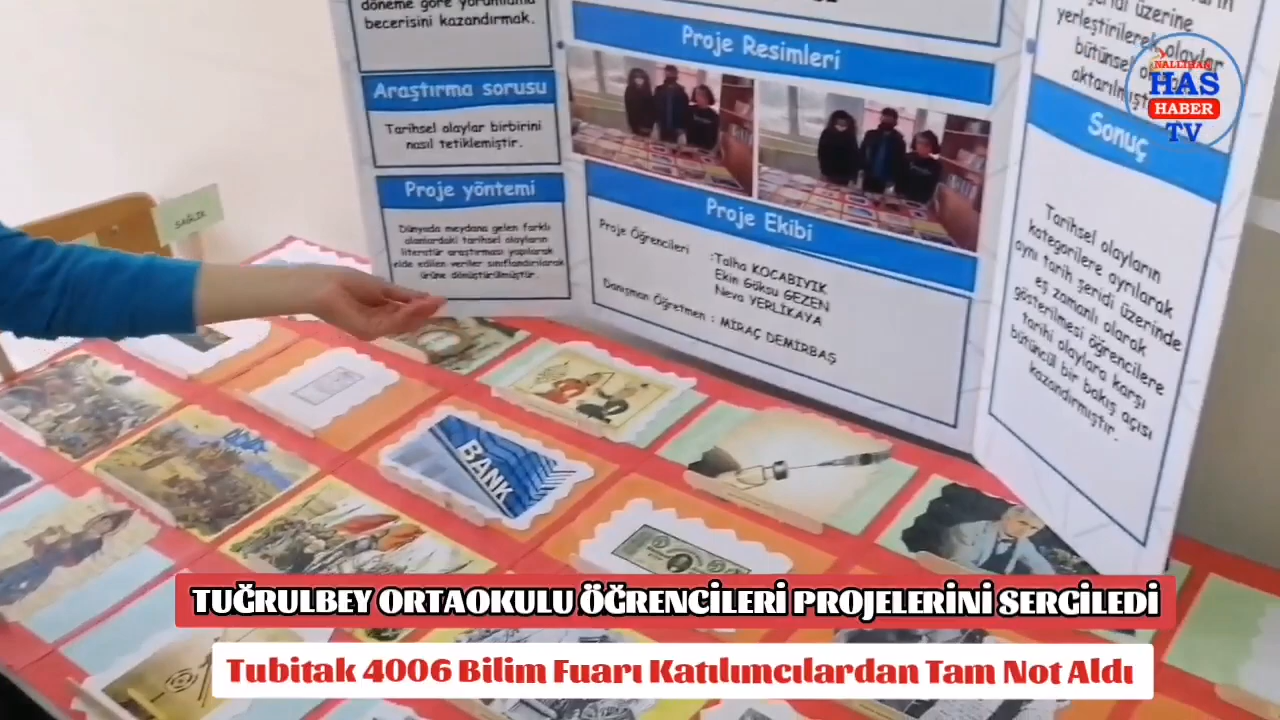 döneme göre yorumlama
becerisini kazandırmak.
Araştırma sorusu
Tarihsel olaylar birbirini
nasıl tetiklemiştir.
Proje yöntemi
Dünyada meydana gelen farklı
alanlardaki tarihsel olayların
literatür araştırması yapılarak
elde edilen veriler sınıflandırılarak
ürüne dönüştürülmüştür.
Proje Resimleri
Proje Ekibi
Proje Öğrencileri :Talha KOCABIYIK
Ekin Göksu GEZEN
Neva YERLİKAYA
Danışman Öğretmen : MİRAÇ DEMİRBAŞ
üzerine
yerleştirilerek olaylar
bütünsel
Sonuç
Tarihsel olayların
kategorilere ayrılarak
aynı tarih şeridi üzerinde
eş zamanlı olarak
gösterilmesi öğrencilere
tarihi olaylara karşı
bütüncül bir bakış açısı
kazandırmıştır.
NALLIHAN
HAS
HABER
TV
SAĞLIK
BANK
TUĞRULBEY ORTAOKULU ÖĞRENCİLERİ PROJELERİNİ SERGİLEDİ
Tubitak 4006 Bilim Fuarı Katılımcılardan Tam Not Aldı